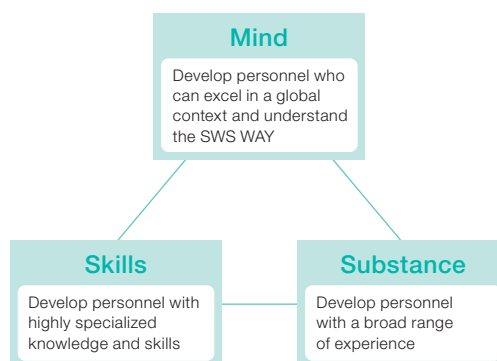 Mind
Develop personnel who
can excel in a global
context and understand
the SWS WAY
Skills
Develop personnel with
highly specialized
knowledge and skills
Substance
Develop personnel
with a broad range
of experience